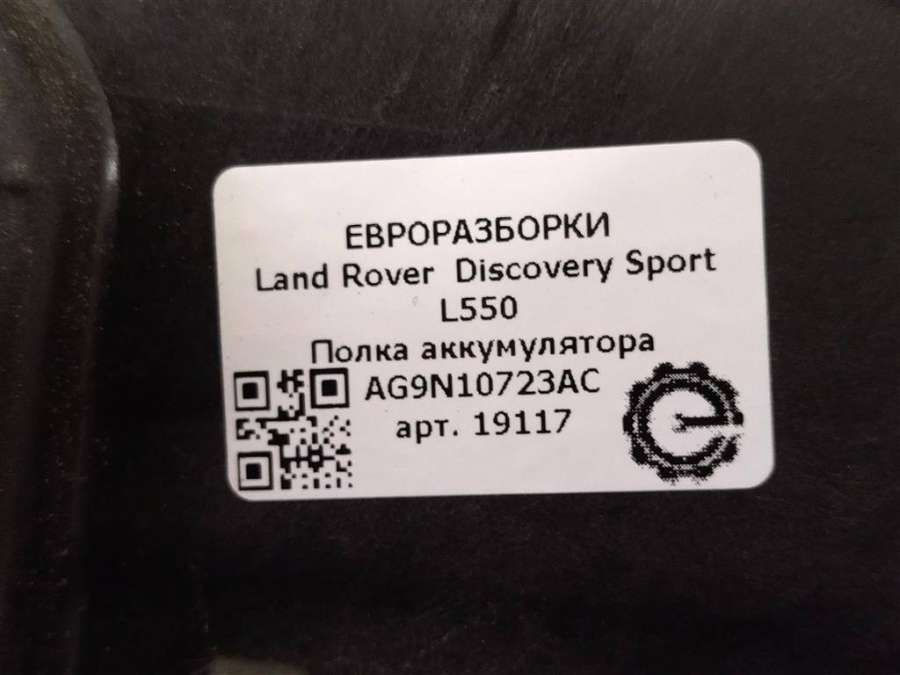 ЕВРОРАЗБОРКИ
Land Rover Discovery Sport
L550
Полка аккумулятора
AG9N10723AC
арт. 19117